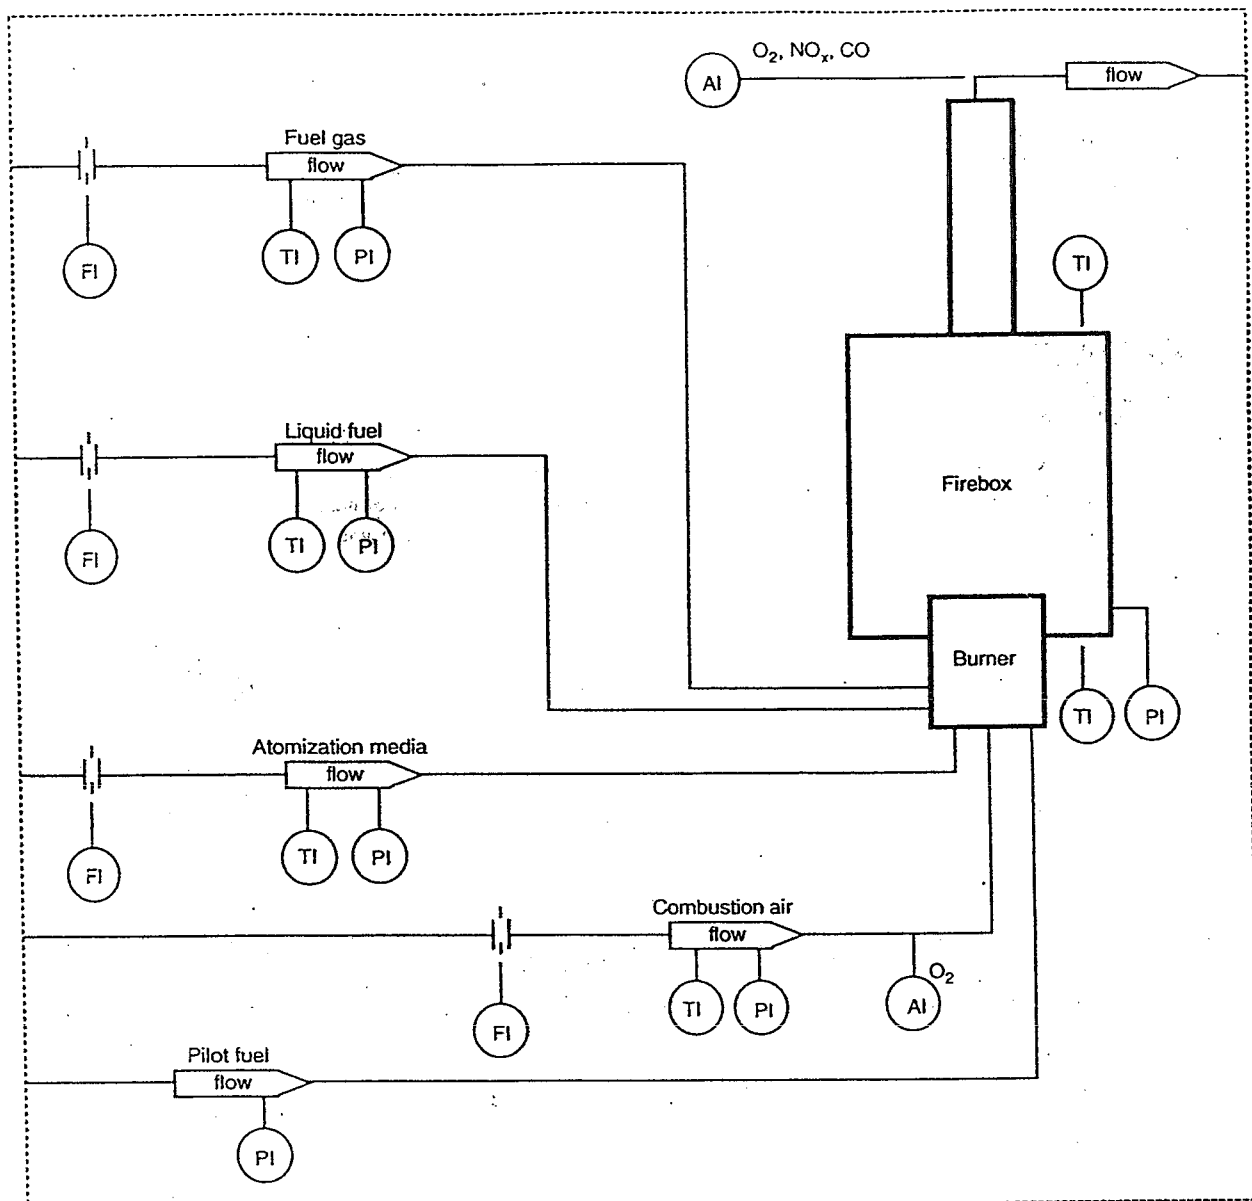 O2, NOx, CO
AI
flow
Fuel gas
flow
FI
TI
PI
TI
Liquid fuel
flow
FI
TI
PI
Firebox
Burner
TI
PI
Atomization media
flow
FI
TI
PI
Combustion air
flow
FI
TI
PI
O2
AI
Pilot fuel
flow
PI